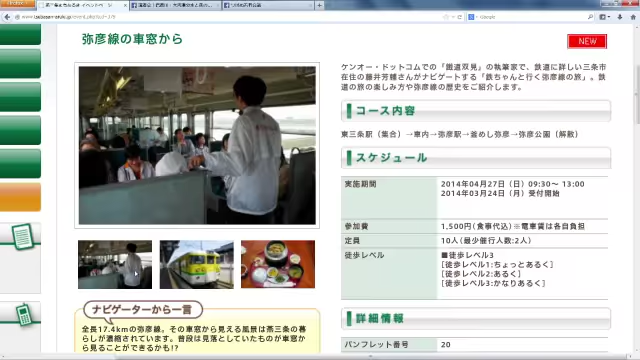 弥彦線の車窓から
NEW
ケンオー・ドットコムでの「鐵道双見」の執筆家で、鉄道に詳しい三条市
在住の藤井芳輔さんがナビゲートする「鉄ちゃんと行く弥彦線の旅」。鉄
道の旅の楽しみ方や弥彦線の歴史をご紹介します。
コース内容
東三条駅（集合）→車内→弥彦駅→釜めし弥彦→弥彦公園（解散）
スケジュール
実施期間
2014年04月27日（日）09:30～ 13:00
2014年03月24日（月）受付開始
参加費
1,500円（食事代込）※電車賃は各自負担
定員
10人（最少催行人数:2人）
徒歩レベル
■徒歩レベル3
［徒歩レベル1:ちょっとあるく］
［徒歩レベル2:あるく］
［徒歩レベル3:かなりあるく］
ナビゲーターから一言
全長17.4kmの弥彦線。その車窓から見える風景は燕三条の暮
らしが濃縮されています。普段は見落としていたものが車窓か
ら見ることができるかも!?
詳細情報
パンフレット番号
20